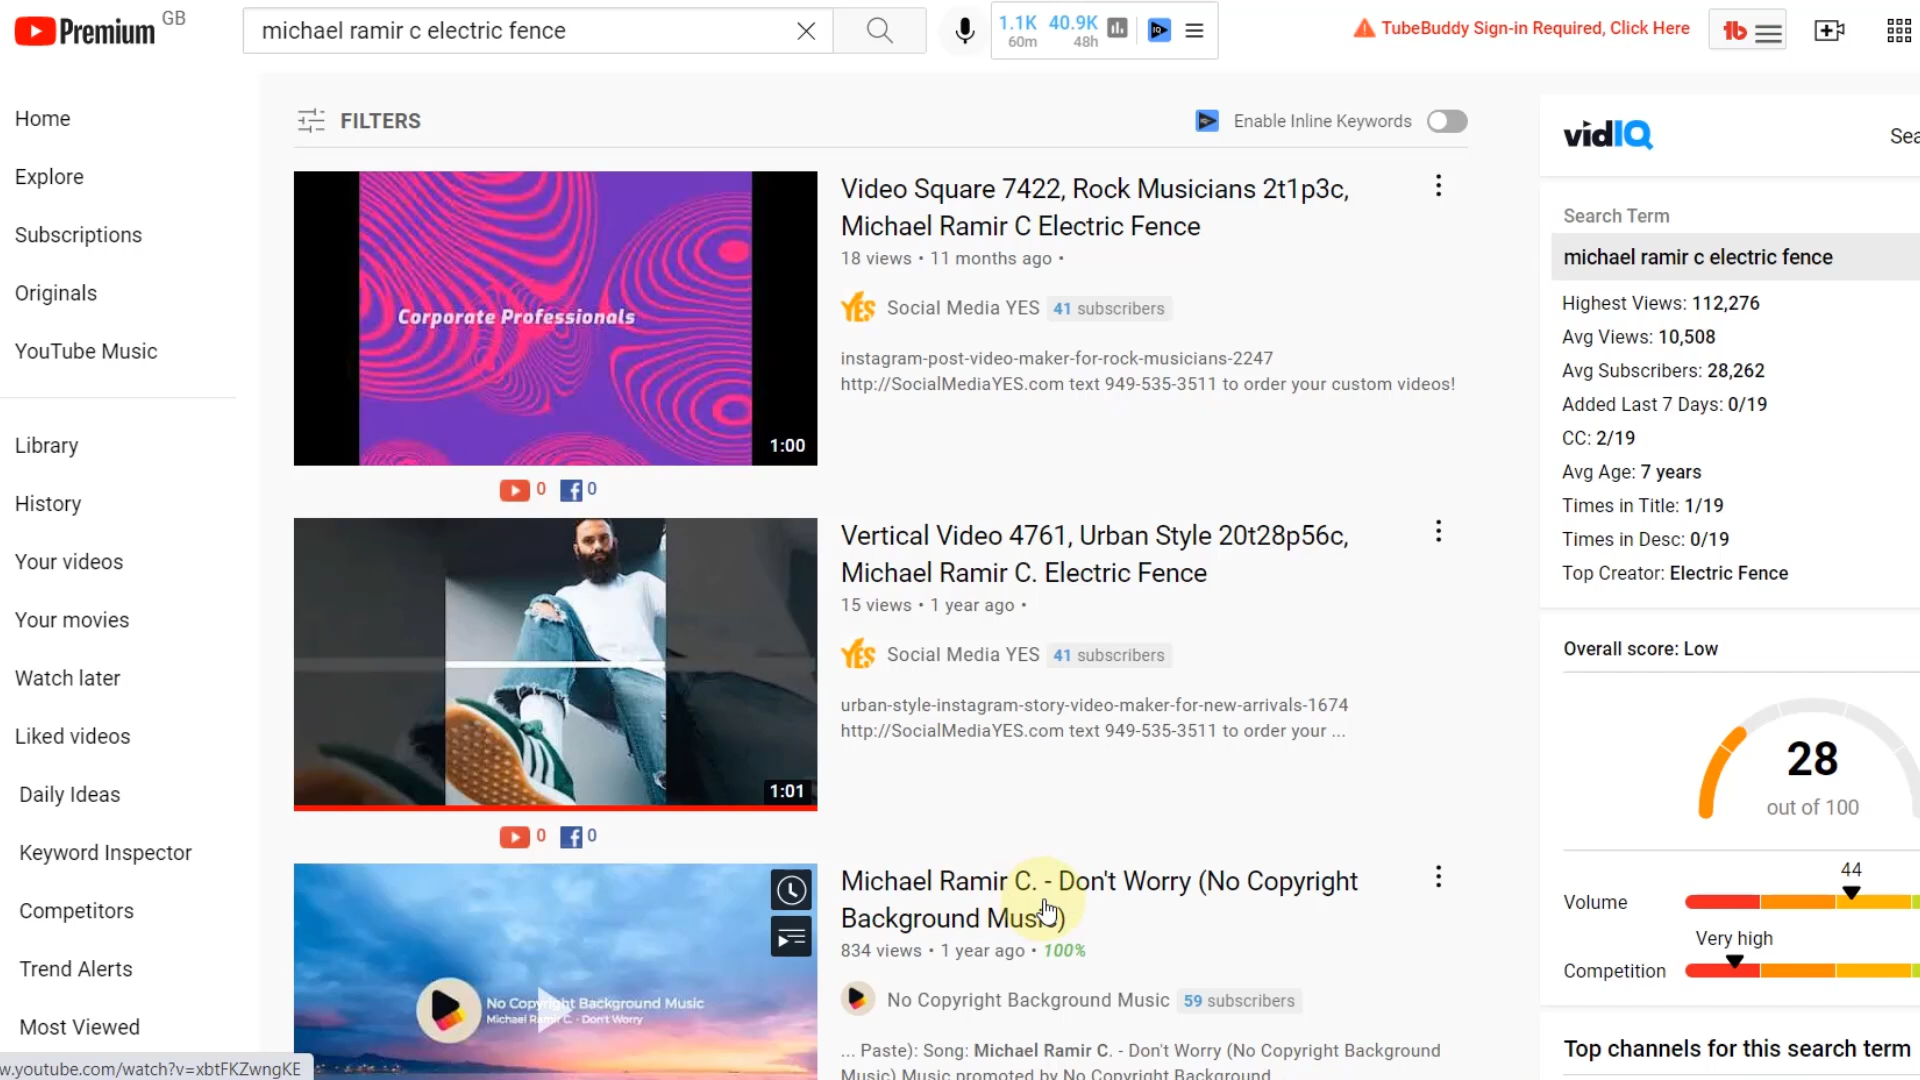 Premium GB
michael ramir c electric fence
1.1K 40.9K
60m 48h
TubeBuddy Sign-in Required, Click Here
Home
Explore
Subscriptions
Originals
YouTube Music
Library
History
Your videos
Your movies
Watch later
Liked videos
Daily Ideas
Keyword Inspector
Competitors
Trend Alerts
Most Viewed
w.youtube.com/watch?v=xbtFKZwngKE
FILTERS
Enable Inline Keywords
Corporate Professionals
1:00
Video Square 7422, Rock Musicians 2t1p3c,
Michael Ramir C Electric Fence
18 views • 11 months ago •
YES Social Media YES 41 subscribers
instagram-post-video-maker-for-rock-musicians-2247
http://SocialMediaYES.com text 949-535-3511 to order your custom videos!
0 0
1:01
Vertical Video 4761, Urban Style 20t28p56c,
Michael Ramir C. Electric Fence
15 views • 1 year ago •
YES Social Media YES 41 subscribers
urban-style-instagram-story-video-maker-for-new-arrivals-1674
http://SocialMediaYES.com text 949-535-3511 to order your ...
0 0
No Copyright Background Music
Michael Ramir C. - Don't Worry
Michael Ramir C. - Don't Worry (No Copyright
Background Music)
834 views • 1 year ago • 100%
No Copyright Background Music 59 subscribers
... Paste): Song: Michael Ramir C. - Don't Worry (No Copyright Background
Music) Music promoted by No Copyright Background
vidIQ
Sea
Search Term
michael ramir c electric fence
Highest Views: 112,276
Avg Views: 10,508
Avg Subscribers: 28,262
Added Last 7 Days: 0/19
CC: 2/19
Avg Age: 7 years
Times in Title: 1/19
Times in Desc: 0/19
Top Creator: Electric Fence
Overall score: Low
28
out of 100
44
Volume
Very high
Competition
Top channels for this search term